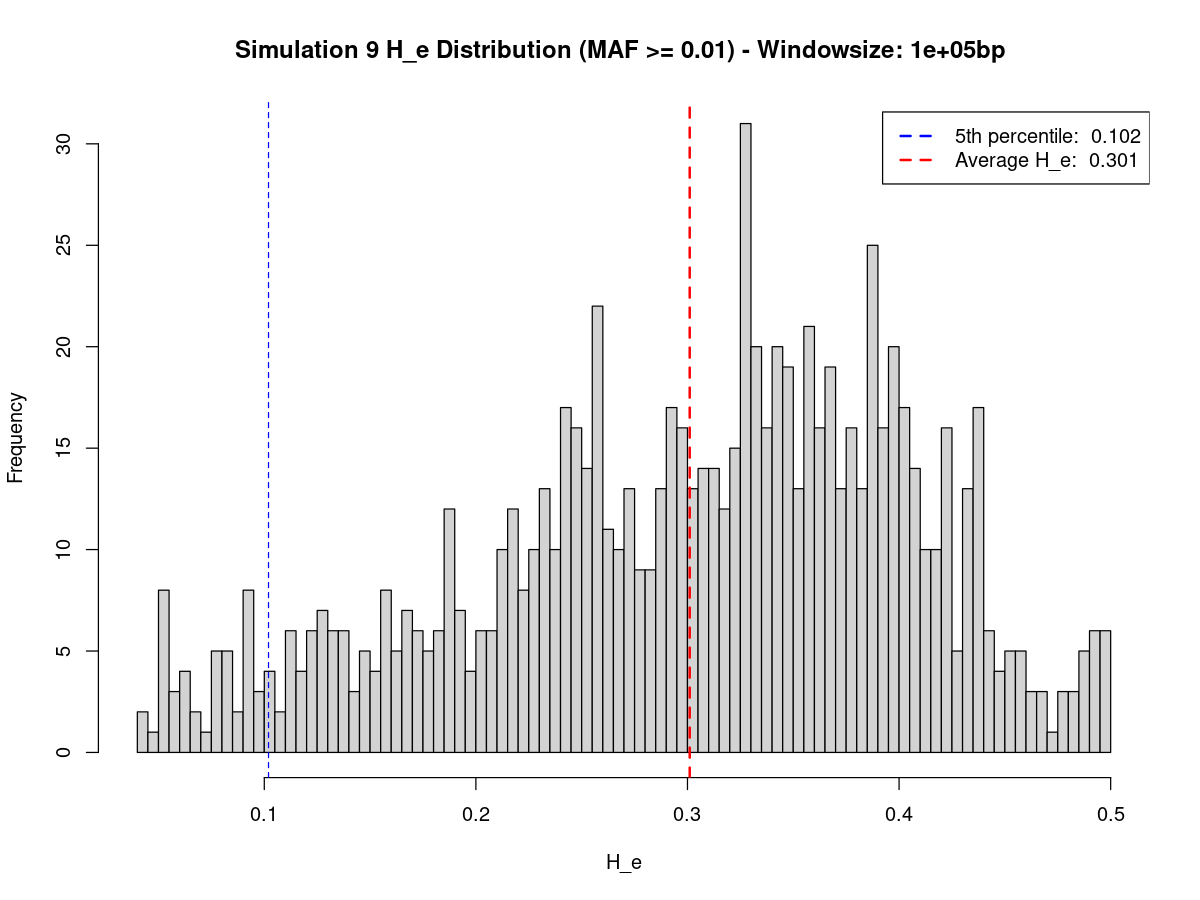 Simulation 9 H_e Distribution (MAF >= 0.01) - Windowsize: 1e+05bp
5th percentile: 0.102
Average H_e: 0.301
Frequency
30
25
20
15
10
5
0
0.1 0.2 0.3 0.4 0.5
H_e